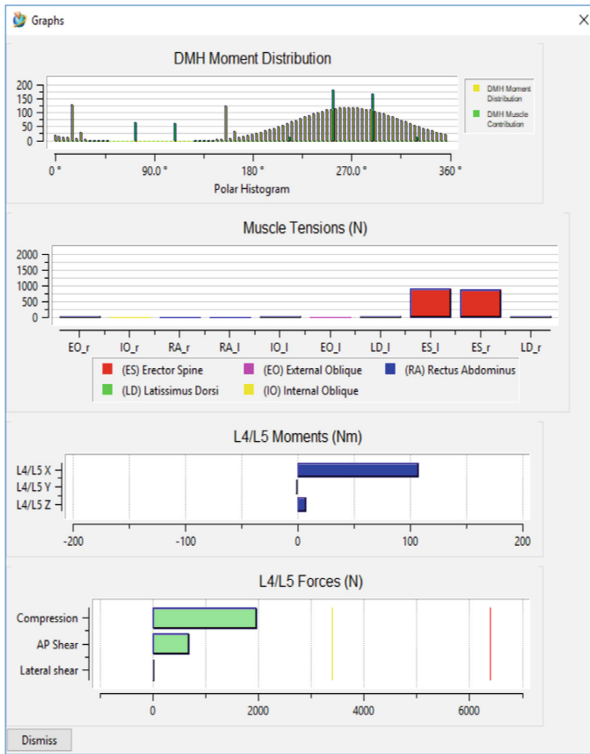 Graphs
DMH Moment Distribution
200
150
100
50
0
DMH Moment
Distribution
DMH Muscle
Contribution
0 °
90.0 °
180 °
270.0 °
360 °
Polar Histogram
Muscle Tensions (N)
2000
1500
1000
500
0
EO_r
IO_r
RA_r
RA_l
IO_l
EO_l
LD_l
ES_l
ES_r
LD_r
(ES) Erector Spine
(EO) External Oblique
(RA) Rectus Abdominus
(LD) Latissimus Dorsi
(IO) Internal Oblique
L4/L5 Moments (Nm)
L4/L5 X
L4/L5 Y
L4/L5 Z
-200
-100
0
100
200
L4/L5 Forces (N)
Compression
AP Shear
Lateral shear
0
2000
4000
6000
Dismiss